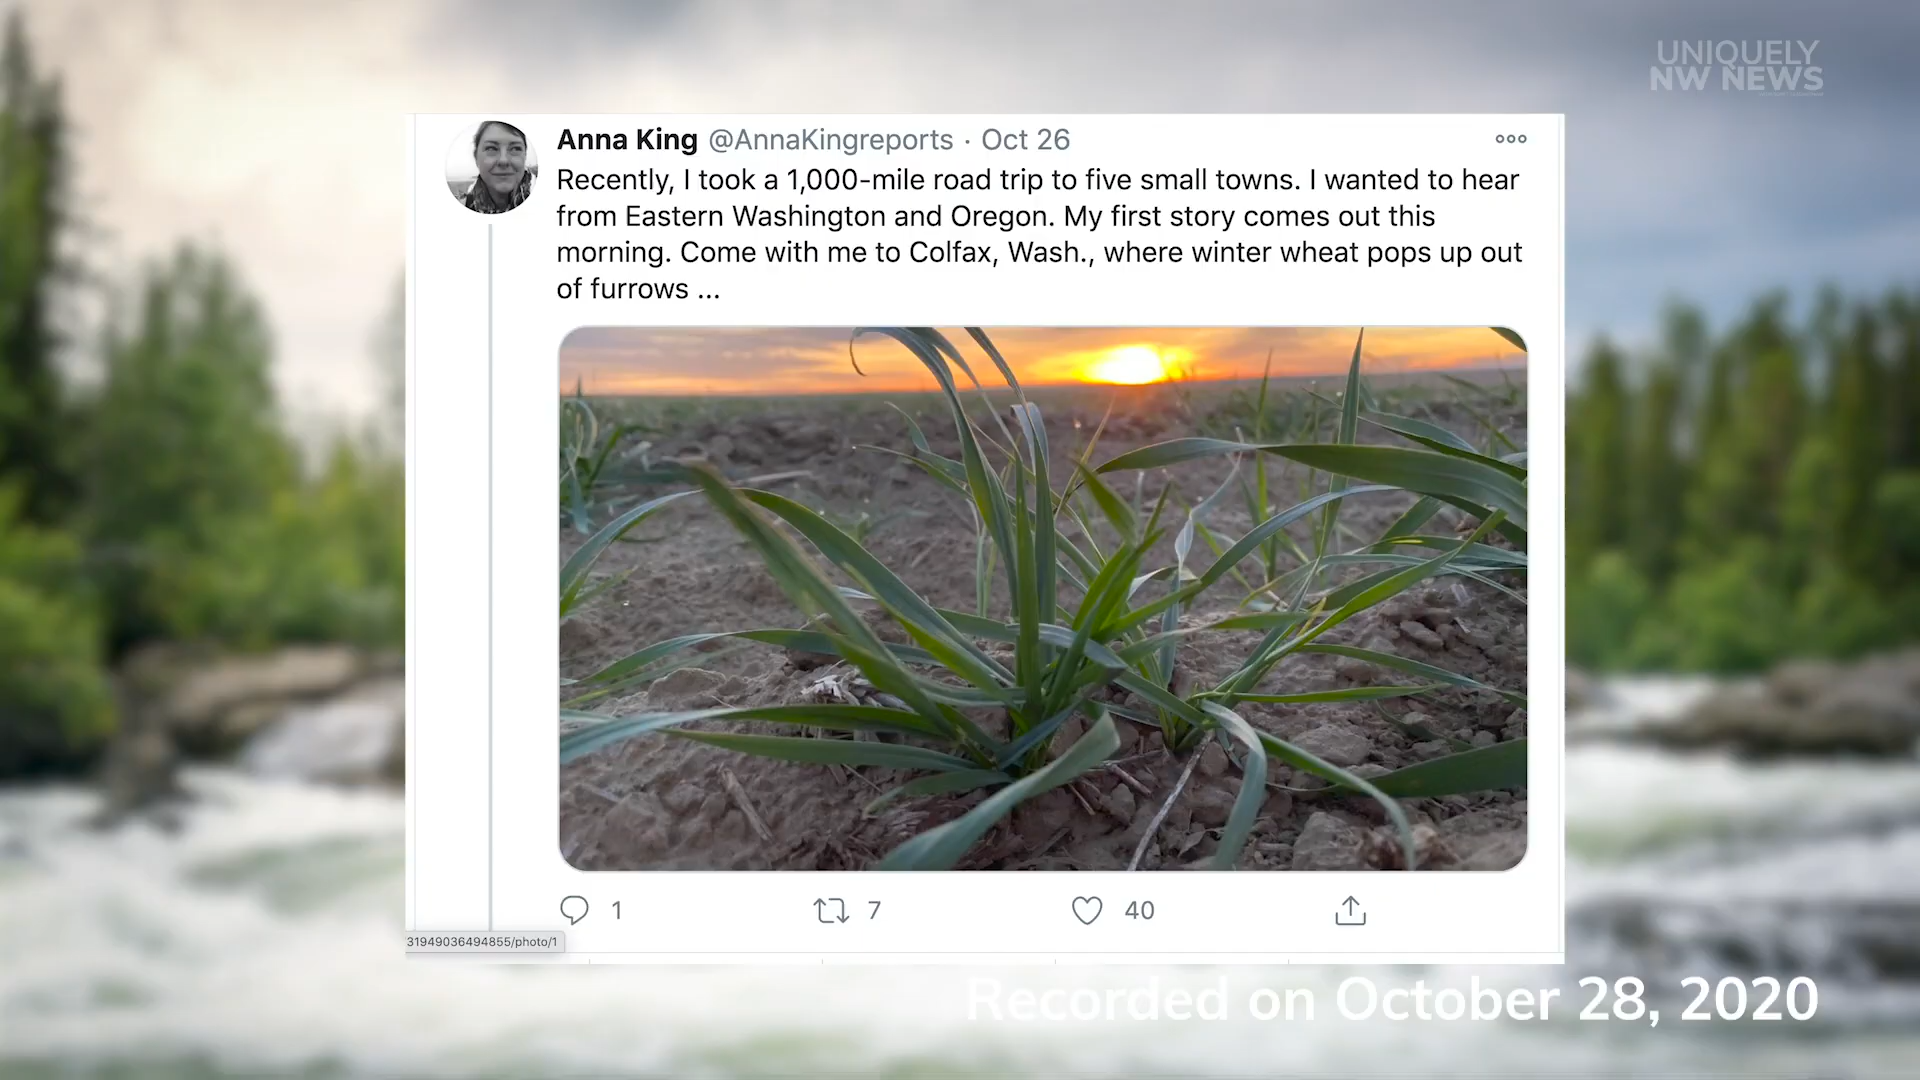 UNIQUELY
NW NEWS
Anna King @AnnaKingreports · Oct 26
Recently, I took a 1,000-mile road trip to five small towns. I wanted to hear
from Eastern Washington and Oregon. My first story comes out this
morning. Come with me to Colfax, Wash., where winter wheat pops up out
of furrows ...
1 7 40
31949036494855/photo/1
Recorded on October 28, 2020